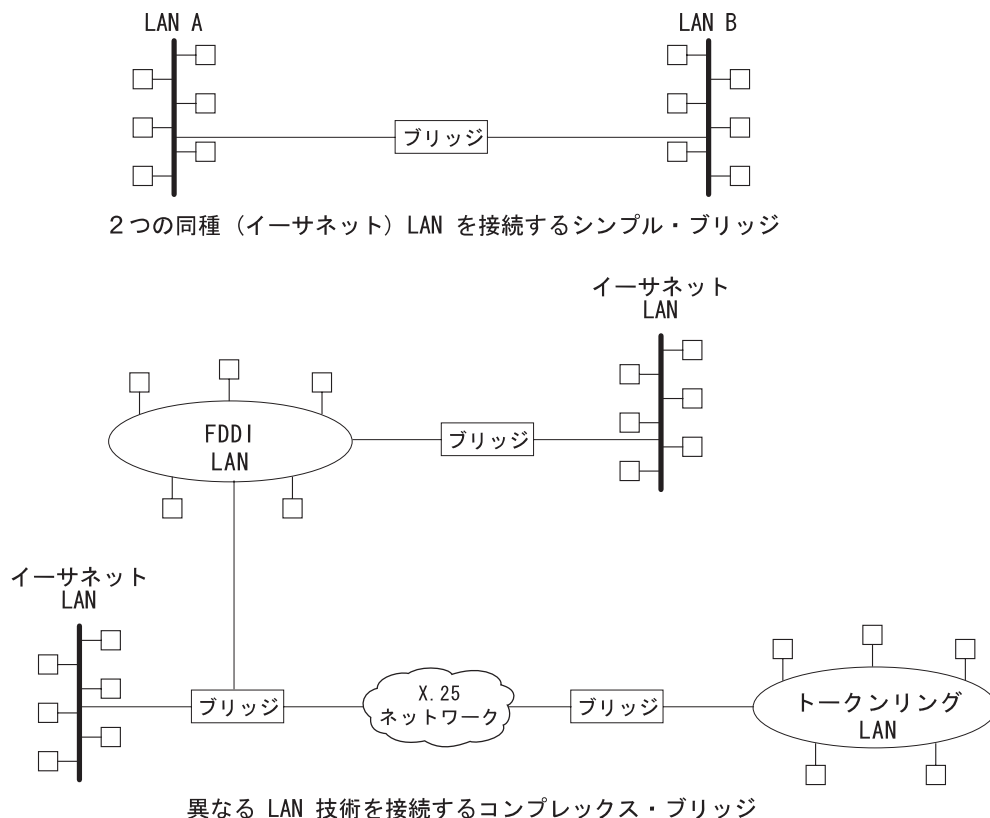 LAN A
LAN B
ブリッジ
2つの同種（イーサネット）LAN を接続するシンプル・ブリッジ
イーサネット
LAN
FDDI
LAN
ブリッジ
イーサネット
LAN
ブリッジ
X.25
ネットワーク
ブリッジ
トークンリング
LAN
異なる LAN 技術を接続するコンプレックス・ブリッジ